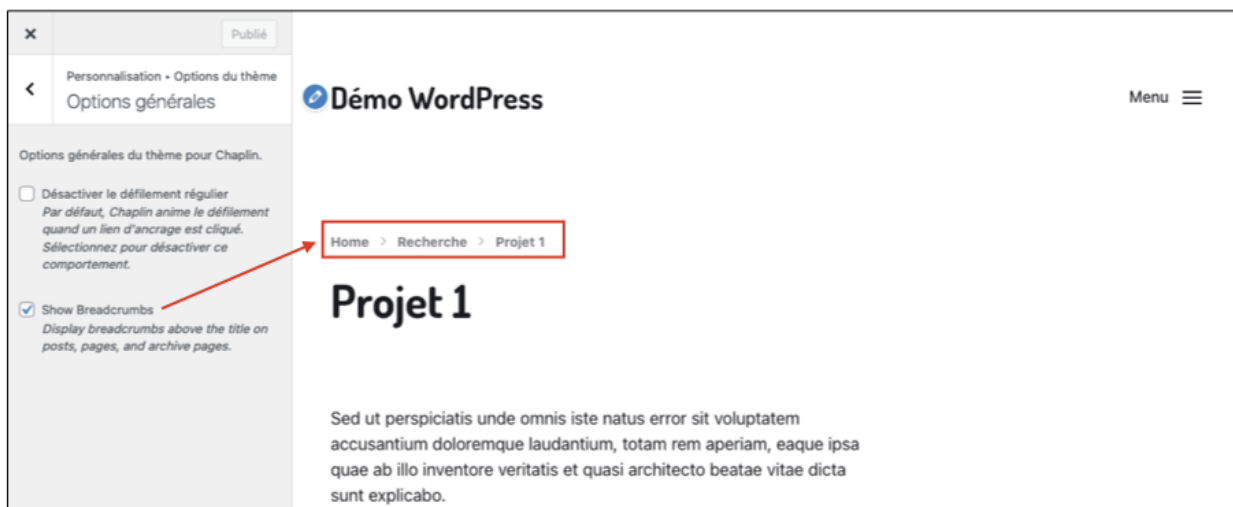 Publié
Personnalisation • Options du thème
Options générales
Options générales du thème pour Chaplin.
Désactiver le défilement régulier
Par défaut, Chaplin anime le défilement
quand un lien d'ancrage est cliqué.
Sélectionnez pour désactiver ce
comportement.
Show Breadcrumbs
Display breadcrumbs above the title on
posts, pages, and archive pages.
Démo WordPress
Menu
Home > Recherche > Projet 1
Projet 1
Sed ut perspiciatis unde omnis iste natus error sit voluptatem
accusantium doloremque laudantium, totam rem aperiam, eaque ipsa
quae ab illo inventore veritatis et quasi architecto beatae vitae dicta
sunt explicabo.